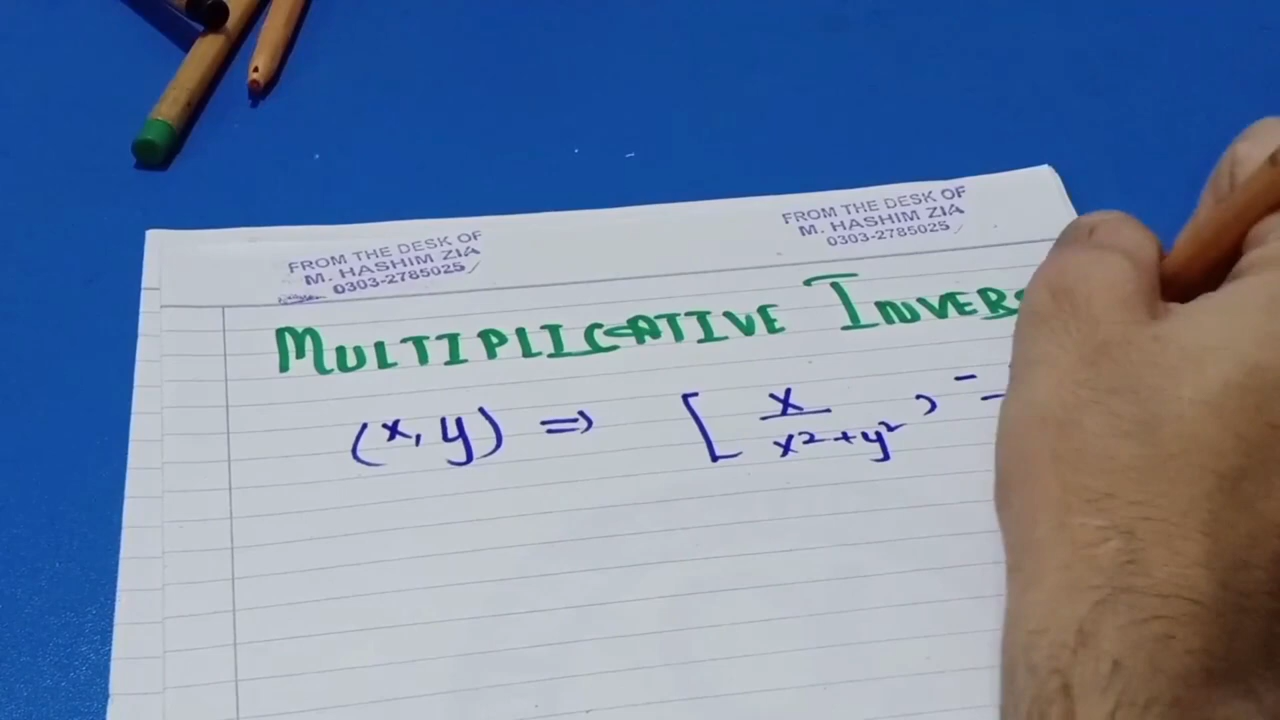 FROM THE DESK OF
M. HASHIM ZIA
0303-2785025
FROM THE DESK OF
M. HASHIM ZIA
0303-2785025
MULTIPLICATIVE INVERS
(x, y) ⇒ [ x / x² + y² , -